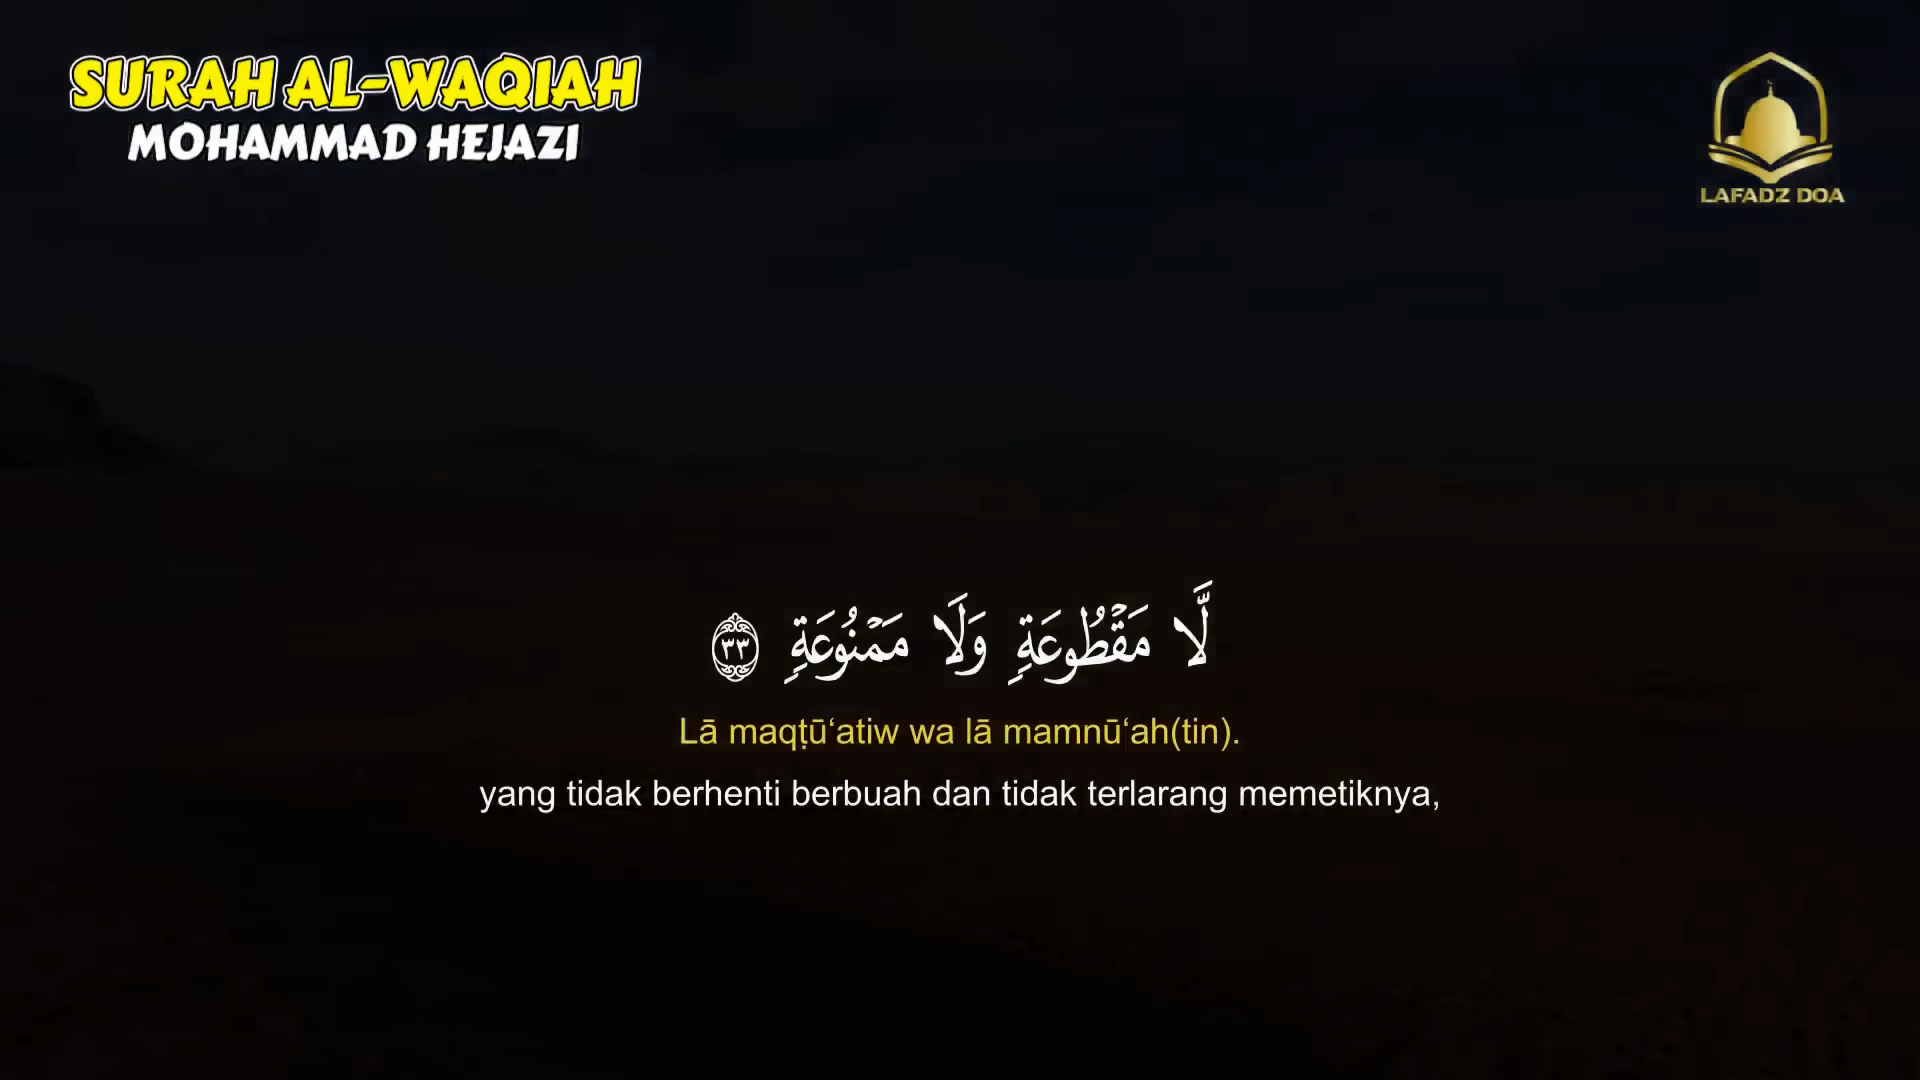 SURAH AL-WAQIAH
MOHAMMAD HEJAZI
LAFADZ DOA
لَّا مَقۡطُوعَةٖ وَلَا مَمۡنُوعَةٖ ٣٣
Lā maqṭū‘atiw wa lā mamnū‘ah(tin).
yang tidak berhenti berbuah dan tidak terlarang memetiknya,